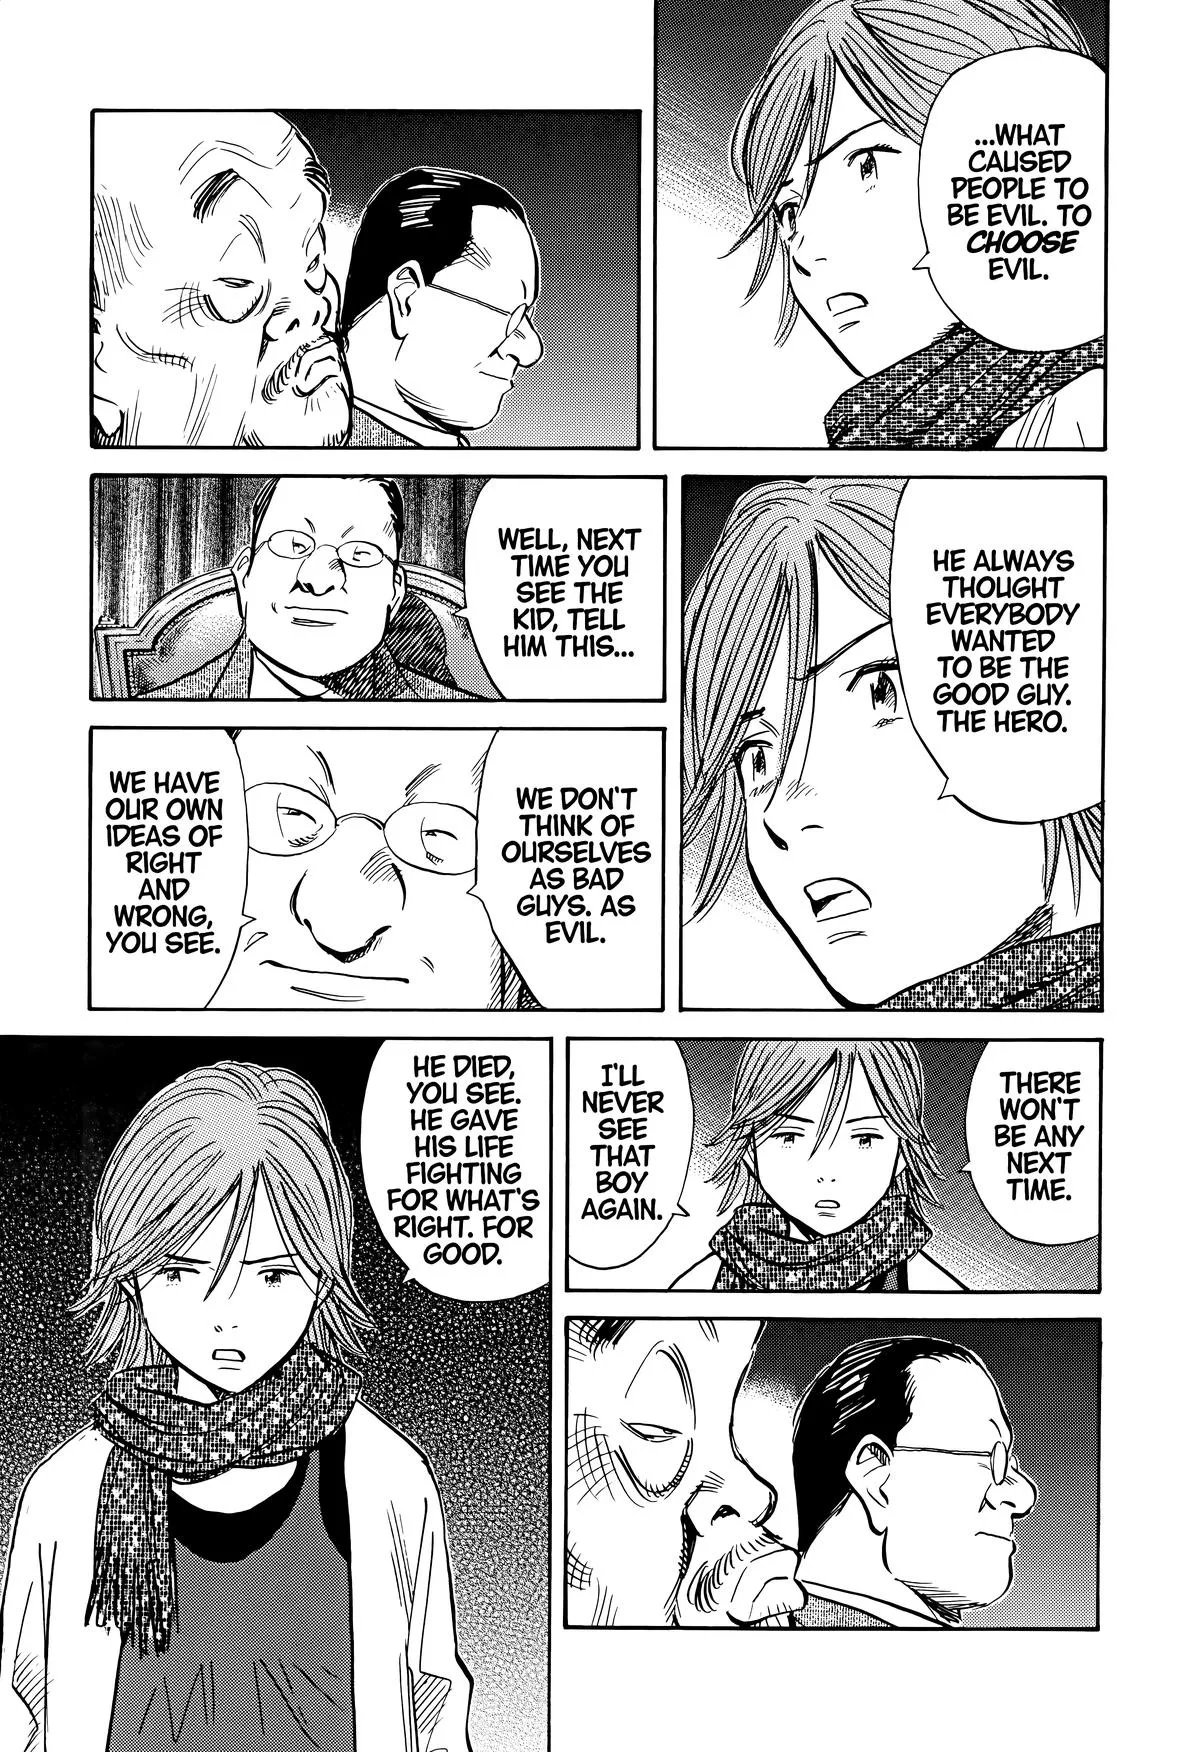 ...WHAT
CAUSED
PEOPLE TO
BE EVIL. TO
CHOOSE
EVIL.
HE ALWAYS
THOUGHT
EVERYBODY
WANTED
TO BE THE
GOOD GUY.
THE HERO.
WELL, NEXT
TIME YOU
SEE THE
KID, TELL
HIM THIS...
WE DON'T
THINK OF
OURSELVES
AS BAD
GUYS. AS
EVIL.
WE HAVE
OUR OWN
IDEAS OF
RIGHT
AND
WRONG,
YOU SEE.
THERE
WON'T
BE ANY
NEXT
TIME.
I'LL
NEVER
SEE
THAT
BOY
AGAIN.
HE DIED,
YOU SEE.
HE GAVE
HIS LIFE
FIGHTING
FOR WHAT'S
RIGHT. FOR
GOOD.